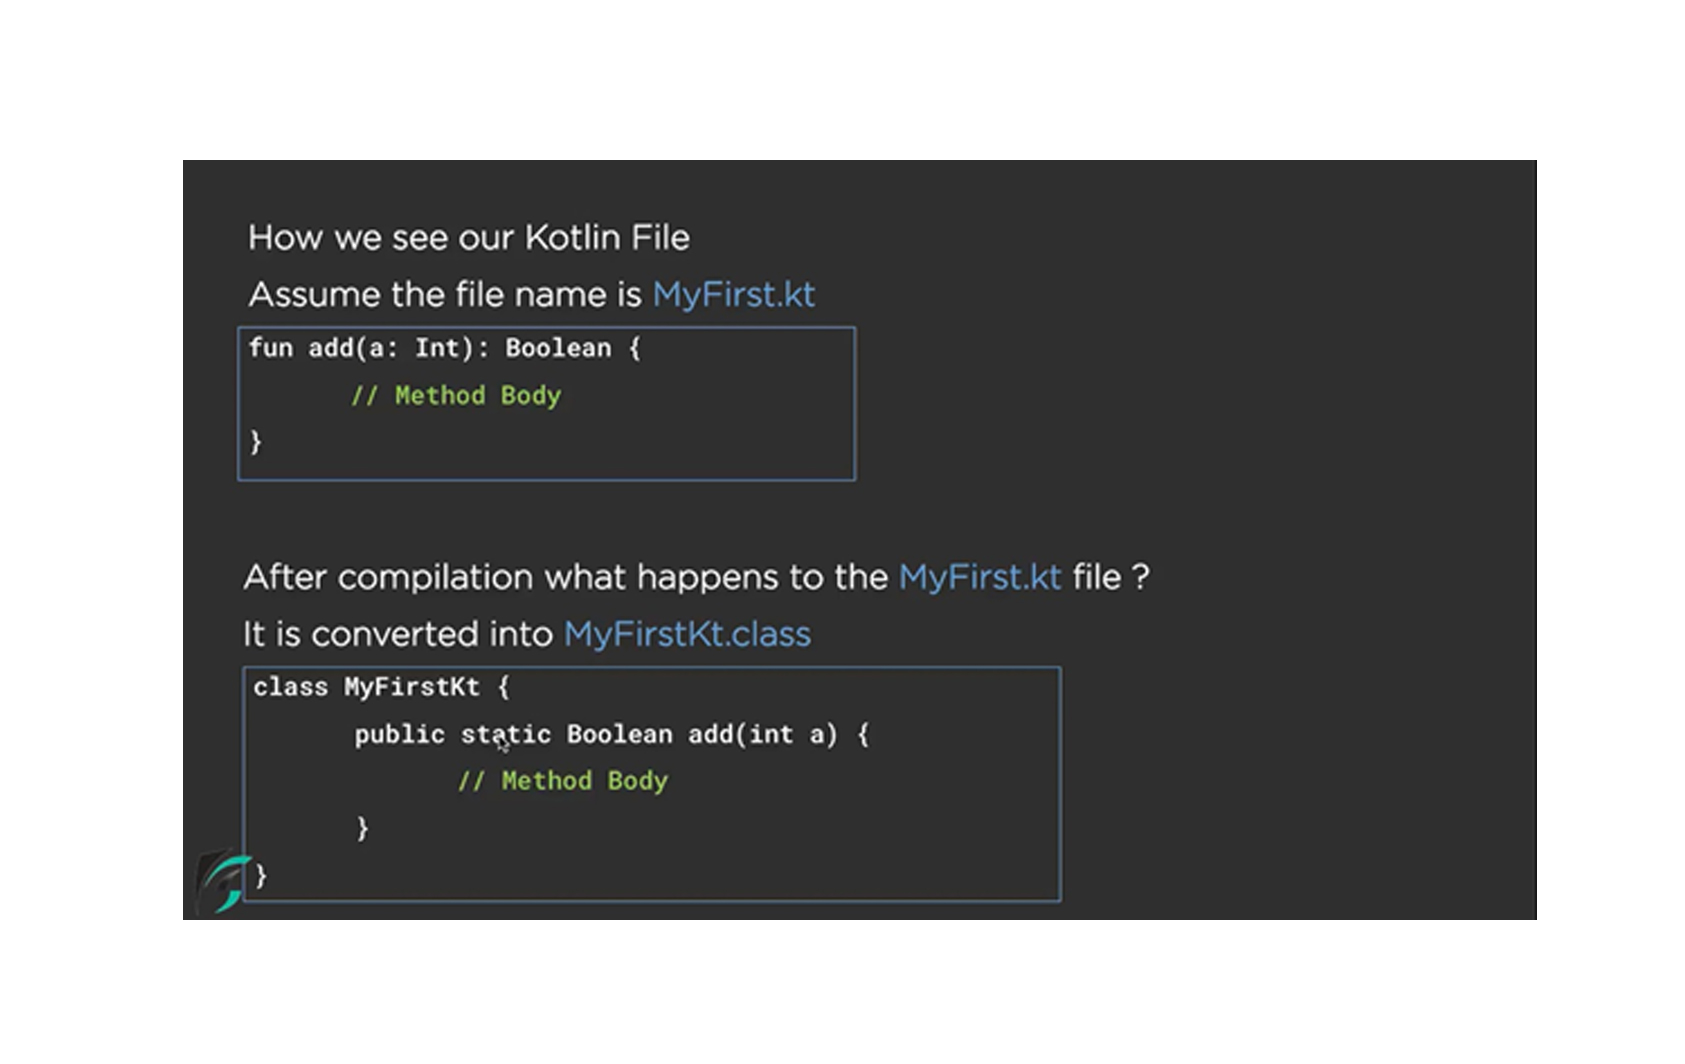 How we see our Kotlin File
Assume the file name is MyFirst.kt
fun add(a: Int): Boolean {
// Method Body
}
After compilation what happens to the MyFirst.kt file ?
It is converted into MyFirstKt.class
class MyFirstKt {
public static Boolean add(int a) {
// Method Body
}
}